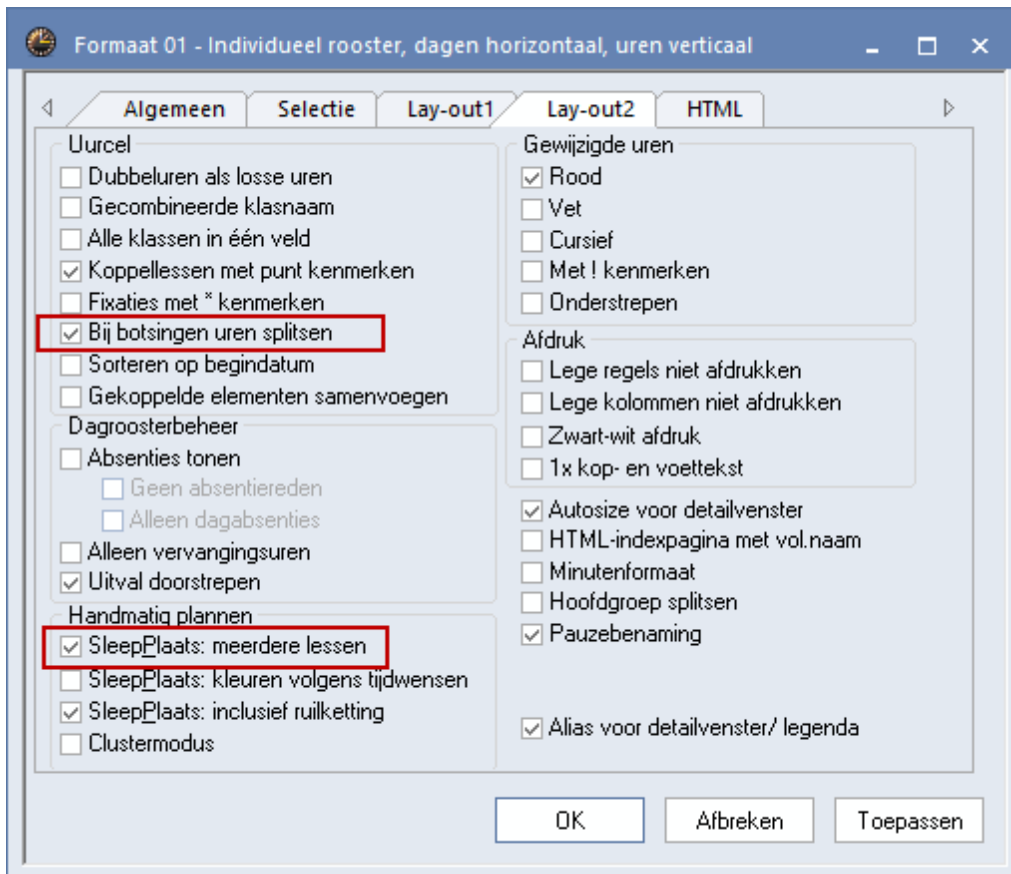 Formaat 01 - Individueel rooster, dagen horizontaal, uren verticaal
Algemeen
Selectie
Lay-out1
Lay-out2
HTML
Uurcel
Dubbeluren als losse uren
Gecombineerde klasnaam
Alle klassen in één veld
Koppellessen met punt kenmerken
Fixaties met * kenmerken
Bij botsingen uren splitsen
Sorteren op begindatum
Gekoppelde elementen samenvoegen
Dagroosterbeheer
Absenties tonen
Geen absentiereden
Alleen dagabsenties
Alleen vervangingsuren
Uitval doorstrepen
Handmatig plannen
SleepPlaats: meerdere lessen
SleepPlaats: kleuren volgens tijdwensen
SleepPlaats: inclusief ruilketting
Clustermodus
Gewijzigde uren
Rood
Vet
Cursief
Met ! kenmerken
Onderstrepen
Afdruk
Lege regels niet afdrukken
Lege kolommen niet afdrukken
Zwart-wit afdruk
1x kop- en voettekst
Autosize voor detailvenster
HTML-indexpagina met vol.naam
Minutenformaat
Hoofdgroep splitsen
Pauzebenaming
Alias voor detailvenster/ legenda
OK
Afbreken
Toepassen